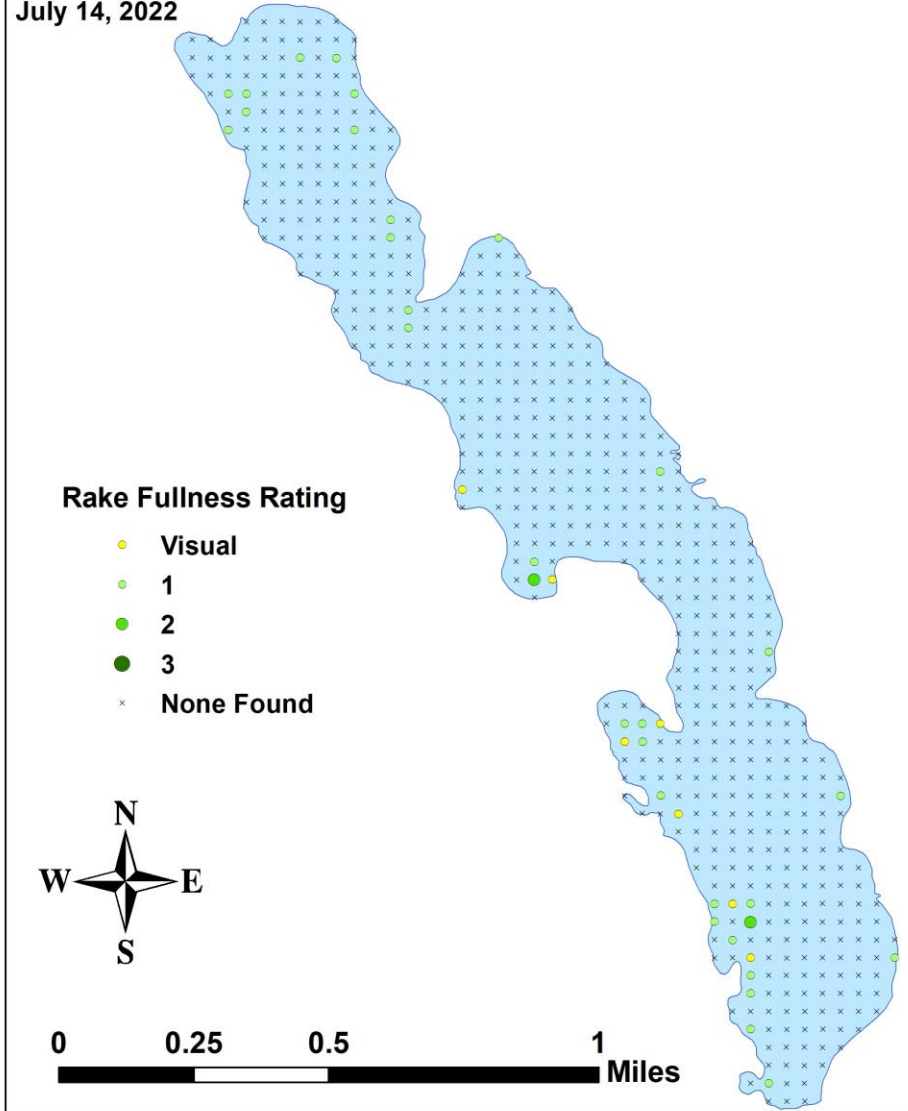 July 14, 2022
Rake Fullness Rating
Visual
1
2
3
None Found
N
W E
S
0 0.25 0.5 1
Miles